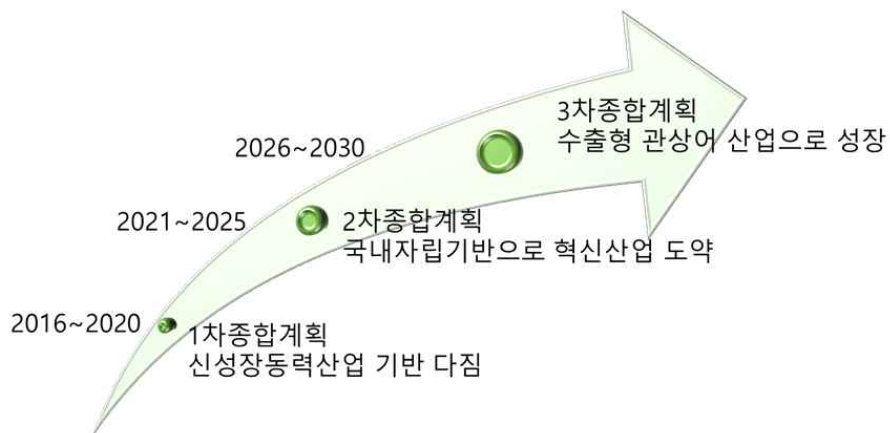 2026~2030
3차종합계획
수출형 관상어 산업으로 성장
2021~2025
2차종합계획
국내자립기반으로 혁신산업 도약
2016~2020
1차종합계획
신성장동력산업 기반 다짐